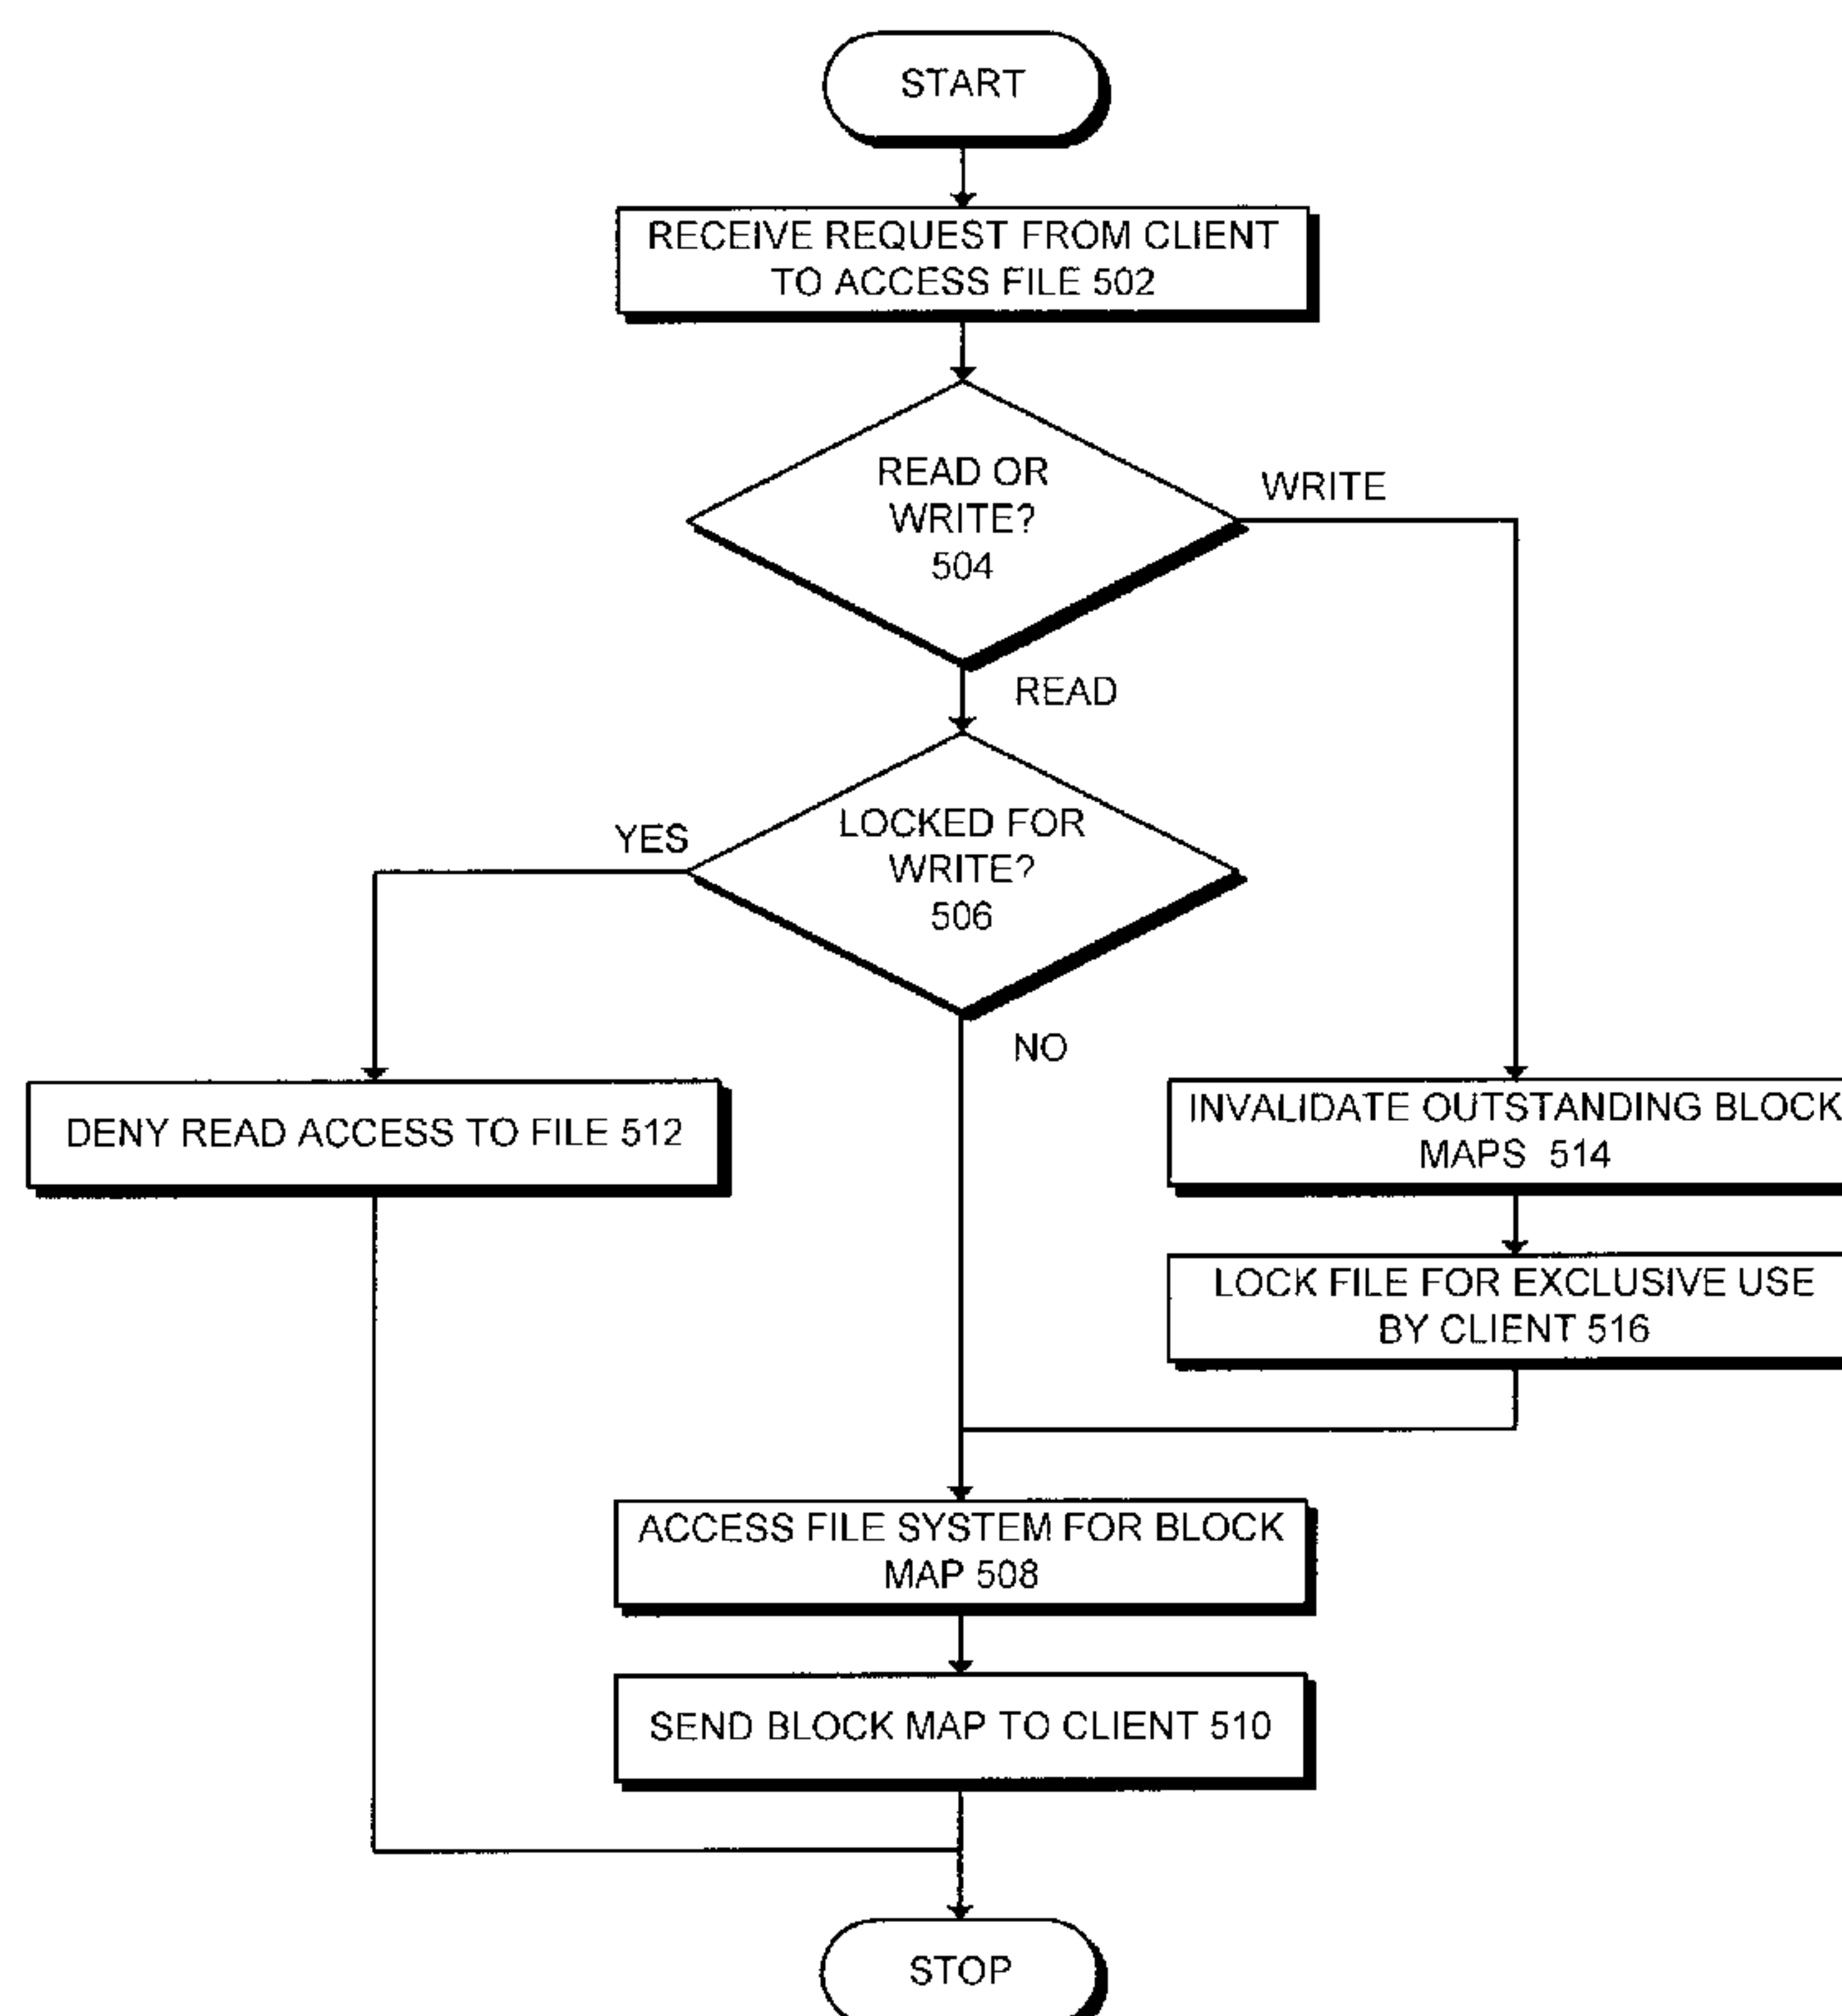 START
RECEIVE REQUEST FROM CLIENT
TO ACCESS FILE 502
READ OR
WRITE?
504
WRITE
READ
LOCKED FOR
WRITE?
506
YES
NO
DENY READ ACCESS TO FILE 512
INVALIDATE OUTSTANDING BLOCK
MAPS 514
LOCK FILE FOR EXCLUSIVE USE
BY CLIENT 516
ACCESS FILE SYSTEM FOR BLOCK
MAP 508
SEND BLOCK MAP TO CLIENT 510
STOP